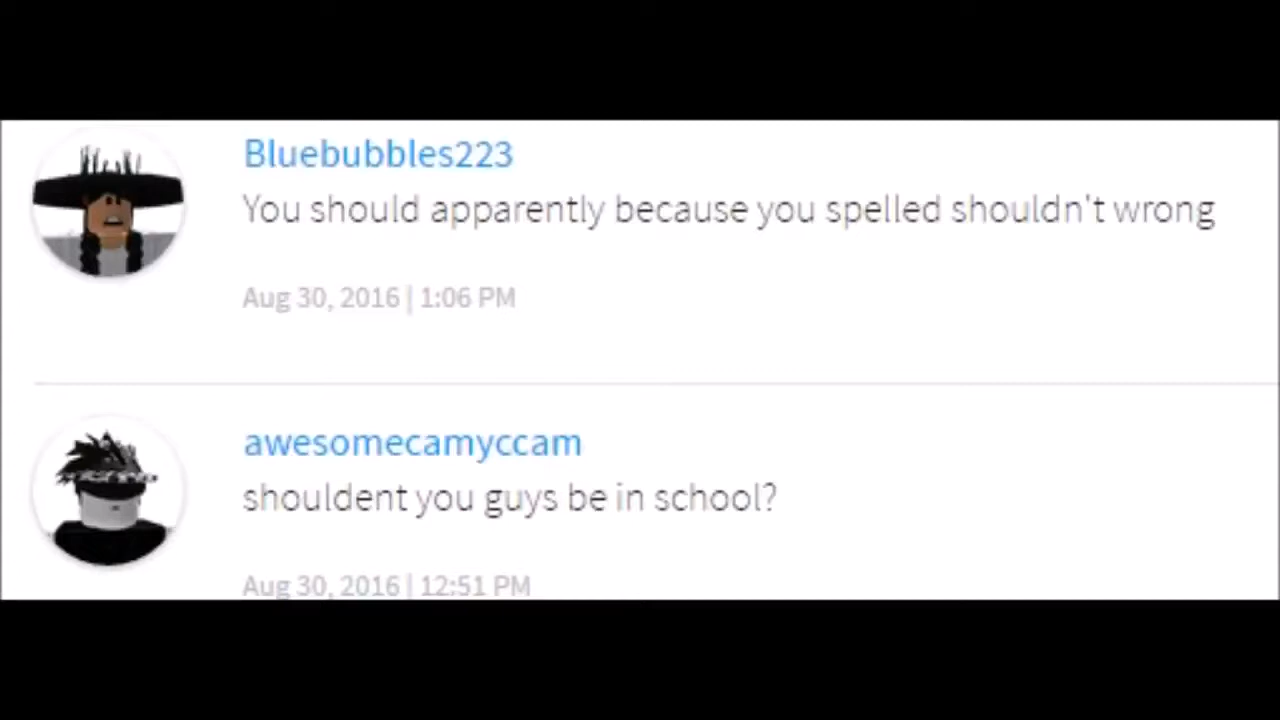 Bluebubbles223
You should apparently because you spelled shouldn't wrong
Aug 30, 2016 | 1:06 PM
awesomecamyccam
shouldent you guys be in school?
Aug 30, 2016 | 12:51 PM